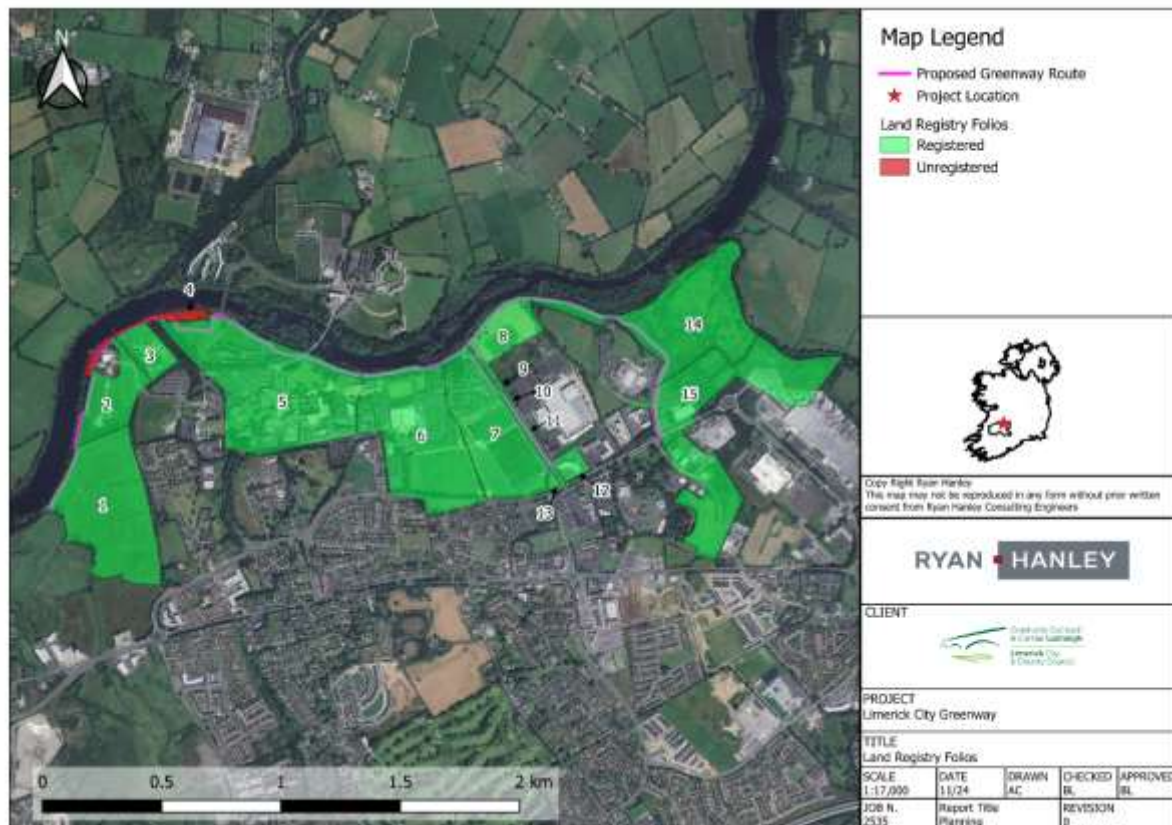 N
4
3
2
5
1
6
7
8
9
10
11
12
13
14
15
0 0.5 1 1.5 2 km
Map Legend
Proposed Greenway Route
Project Location
Land Registry Folios
Registered
Unregistered
Copy Right Ryan Hanley
This map may not be reproduced in any form without prior written
consent from Ryan Hanley Consulting Engineers
RYAN HANLEY
CLIENT
Limerick City
& County Council
PROJECT
Limerick City Greenway
TITLE
Land Registry Folios
SCALE DATE DRAWN CHECKED APPROVED
1:17,000 11/24 AC BL BL
JOB N. Report Title REVISION
2535 Planning 0